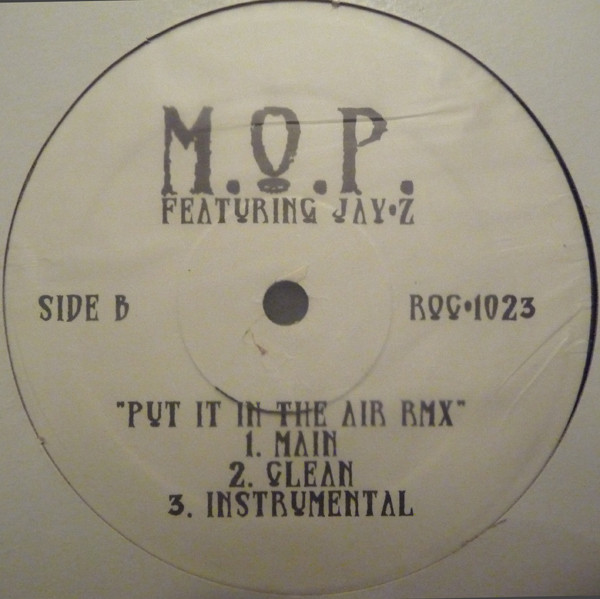 M.O.P.
FEATURING JAY•Z
SIDE B
ROC•1023
"PUT IT IN THE AIR RMX"
1. MAIN
2. CLEAN
3. INSTRUMENTAL